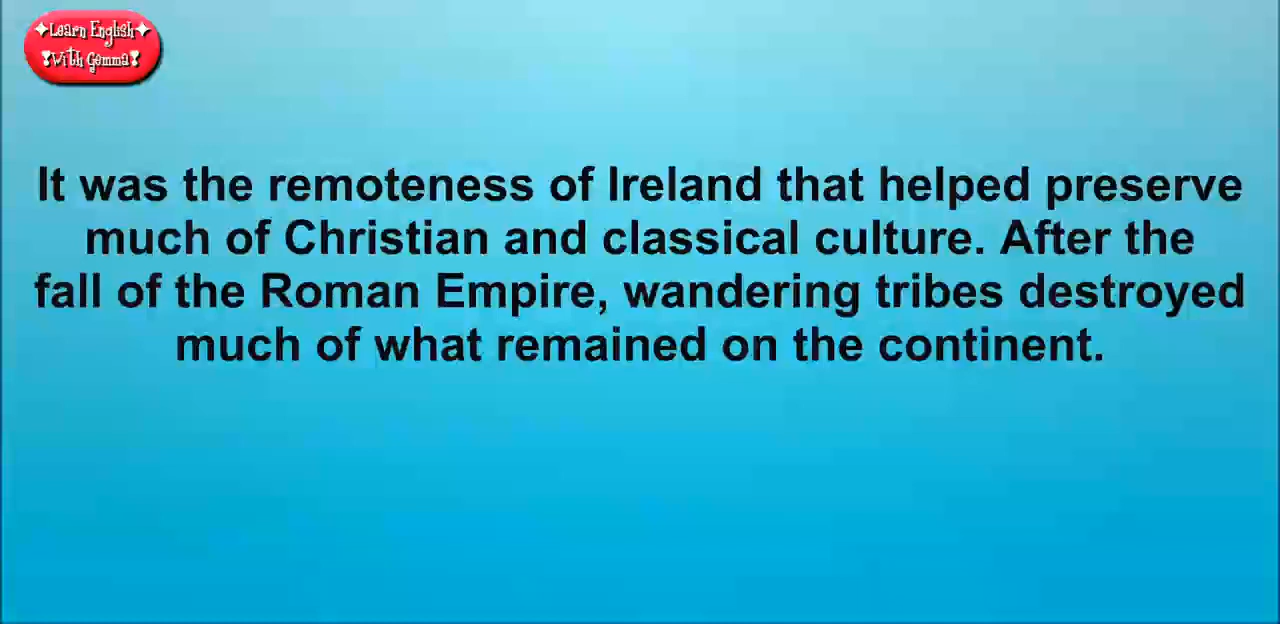 ✦Learn English✦
❣With Gemma❣
It was the remoteness of Ireland that helped preserve
much of Christian and classical culture. After the
fall of the Roman Empire, wandering tribes destroyed
much of what remained on the continent.